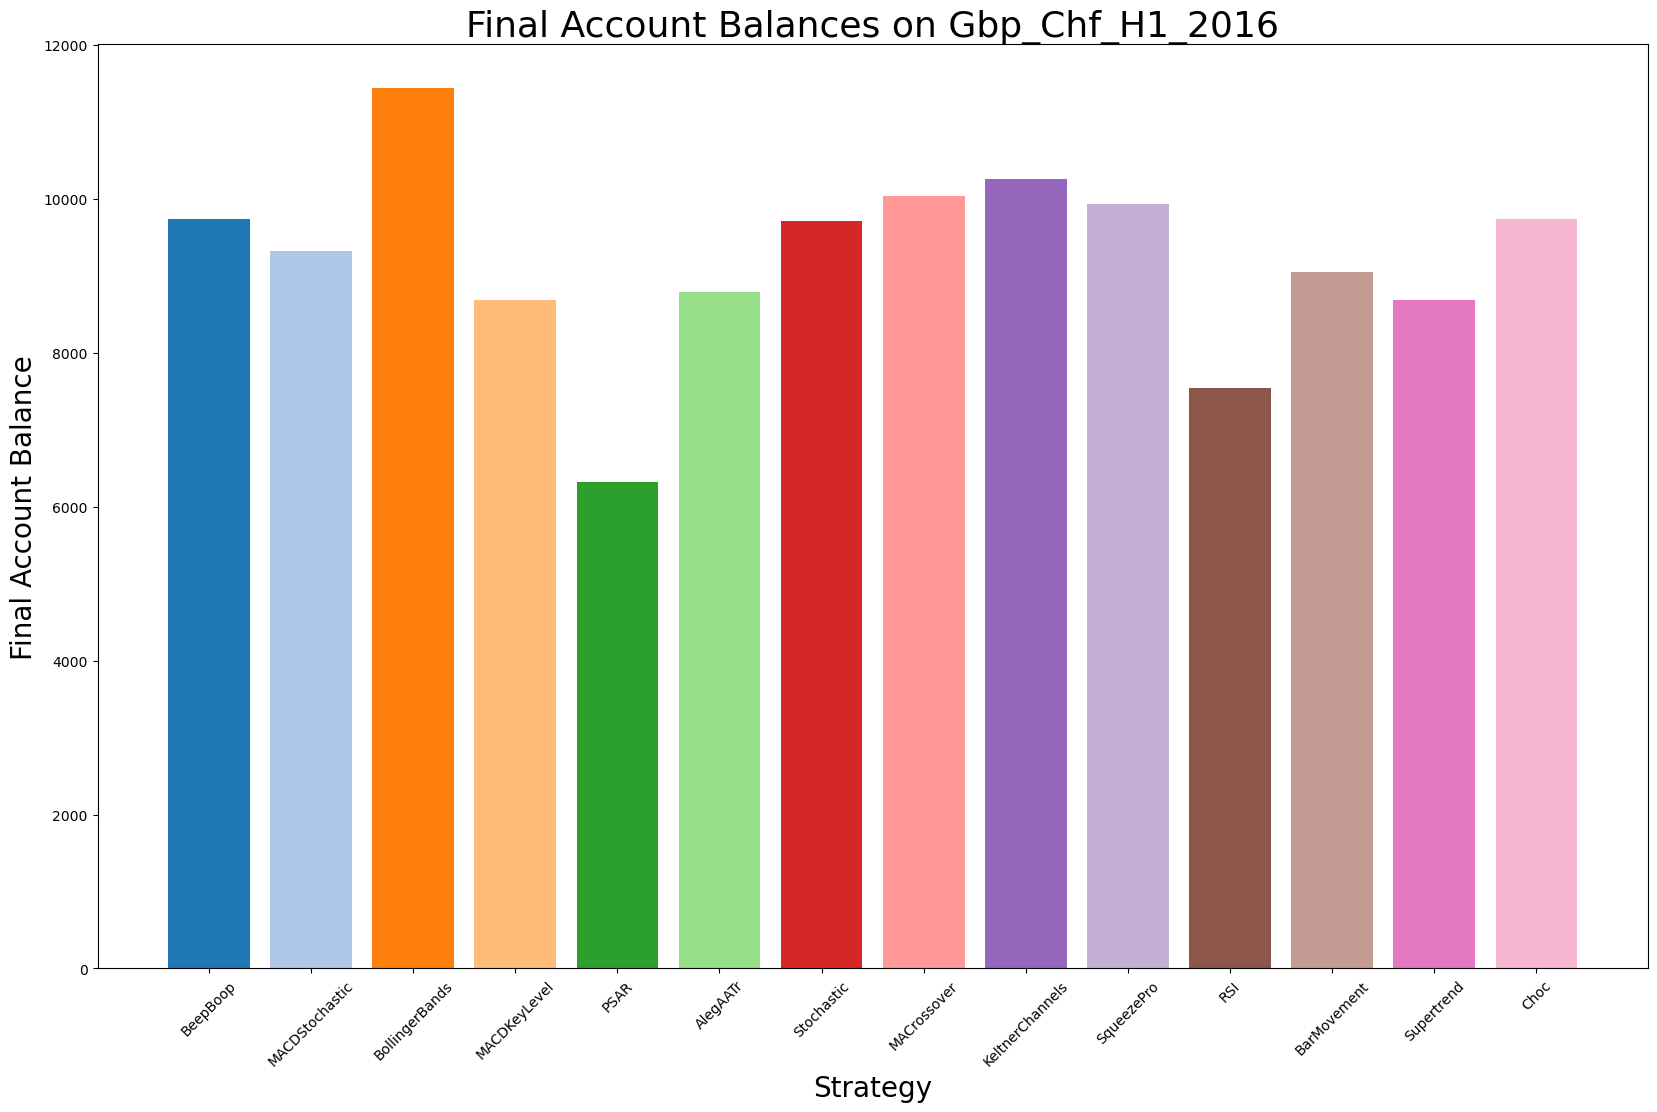 Final Account Balances on Gbp_Chf_H1_2016
Final Account Balance
12000
10000
8000
6000
4000
2000
0
BeepBoop
MACDStochastic
BollingerBands
MACDKeyLevel
PSAR
AlegAATr
Stochastic
MACrossover
KeltnerChannels
SqueezePro
RSI
BarMovement
Supertrend
Choc
Strategy